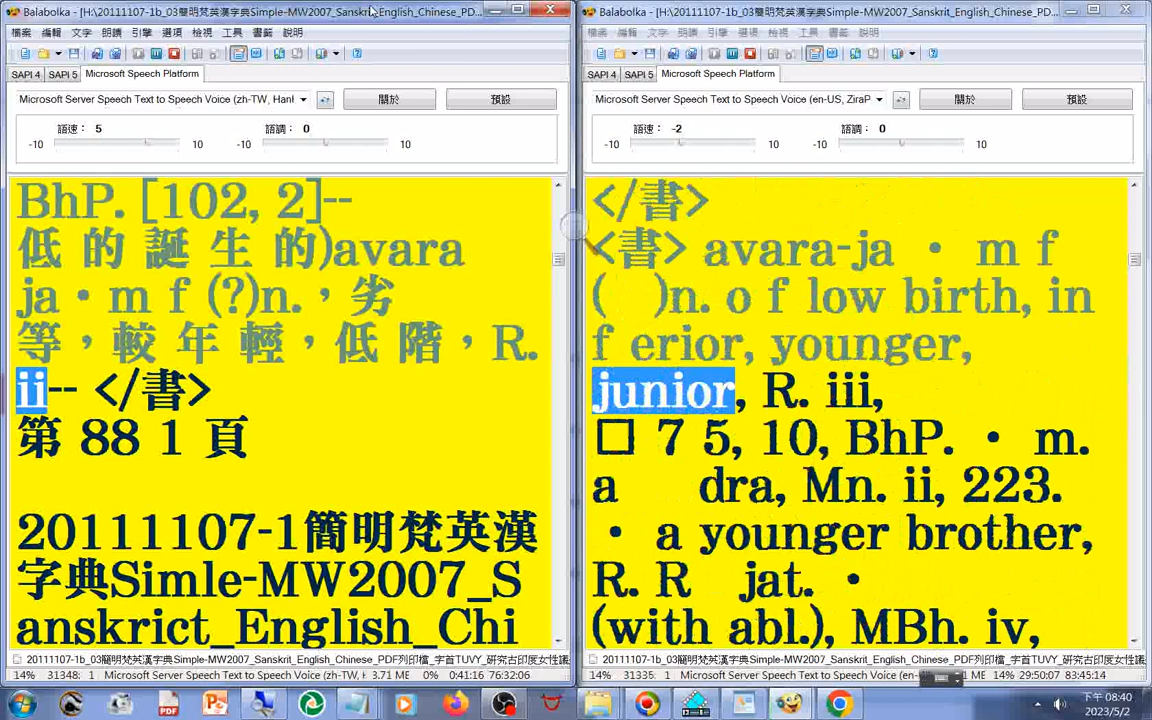 Balabolka - [H:\20111107-1b_03簡明梵英漢字典Simple-MW2007_Sanskrit_English_Chinese_PD...
檔案 編輯 文字 朗讀 引擎 選項 檢視 工具 書籤 說明
SAPI 4 SAPI 5 Microsoft Speech Platform
Microsoft Server Speech Text to Speech Voice (zh-TW, Hanl
關於 預設
語速： 5 語調： 0
-10 10 -10 10
BhP. [102, 2]--
低 的 誕 生 的)avara
ja・m f (?)n.，劣
等，較 年 輕，低 階，R.
ii-- </書>
第 88 1 頁
20111107-1簡明梵英漢
字典Simle-MW2007_S
anskrict_English_Chi
20111107-1b_03簡明梵英漢字典Simple-MW2007_Sanskrit_English_Chinese_PDF列印檔_字首TUVY_研究古印度女性議
14% 31348: 1 Microsoft Server Speech Text to Speech Voice (zh-TW, H 3.71 ME 0% 0:41:16 76:32:06
Balabolka - [H:\20111107-1b_03簡明梵英漢字典Simple-MW2007_Sanskrit_English_Chinese_PD...
檔案 編輯 文字 朗讀 引擎 選項 檢視 工具 書籤 說明
SAPI 4 SAPI 5 Microsoft Speech Platform
Microsoft Server Speech Text to Speech Voice (en-US, ZiraP
關於 預設
語速： -2 語調： 0
-10 10 -10 10
</書>
<書> avara-ja • m f
( )n. o f low birth, in
f erior, younger,
junior, R. iii,
□ 7 5, 10, BhP. • m.
a dra, Mn. ii, 223.
• a younger brother,
R. R jat. •
(with abl.), MBh. iv,
20111107-1b_03簡明梵英漢字典Simple-MW2007_Sanskrit_English_Chinese_PDF列印檔_字首TUVY_研究古印度女性議
14% 31335: 1 Microsoft Server Speech Text to Speech V 14% 29:50:07 83:45:14
下午 08:40
2023/5/2